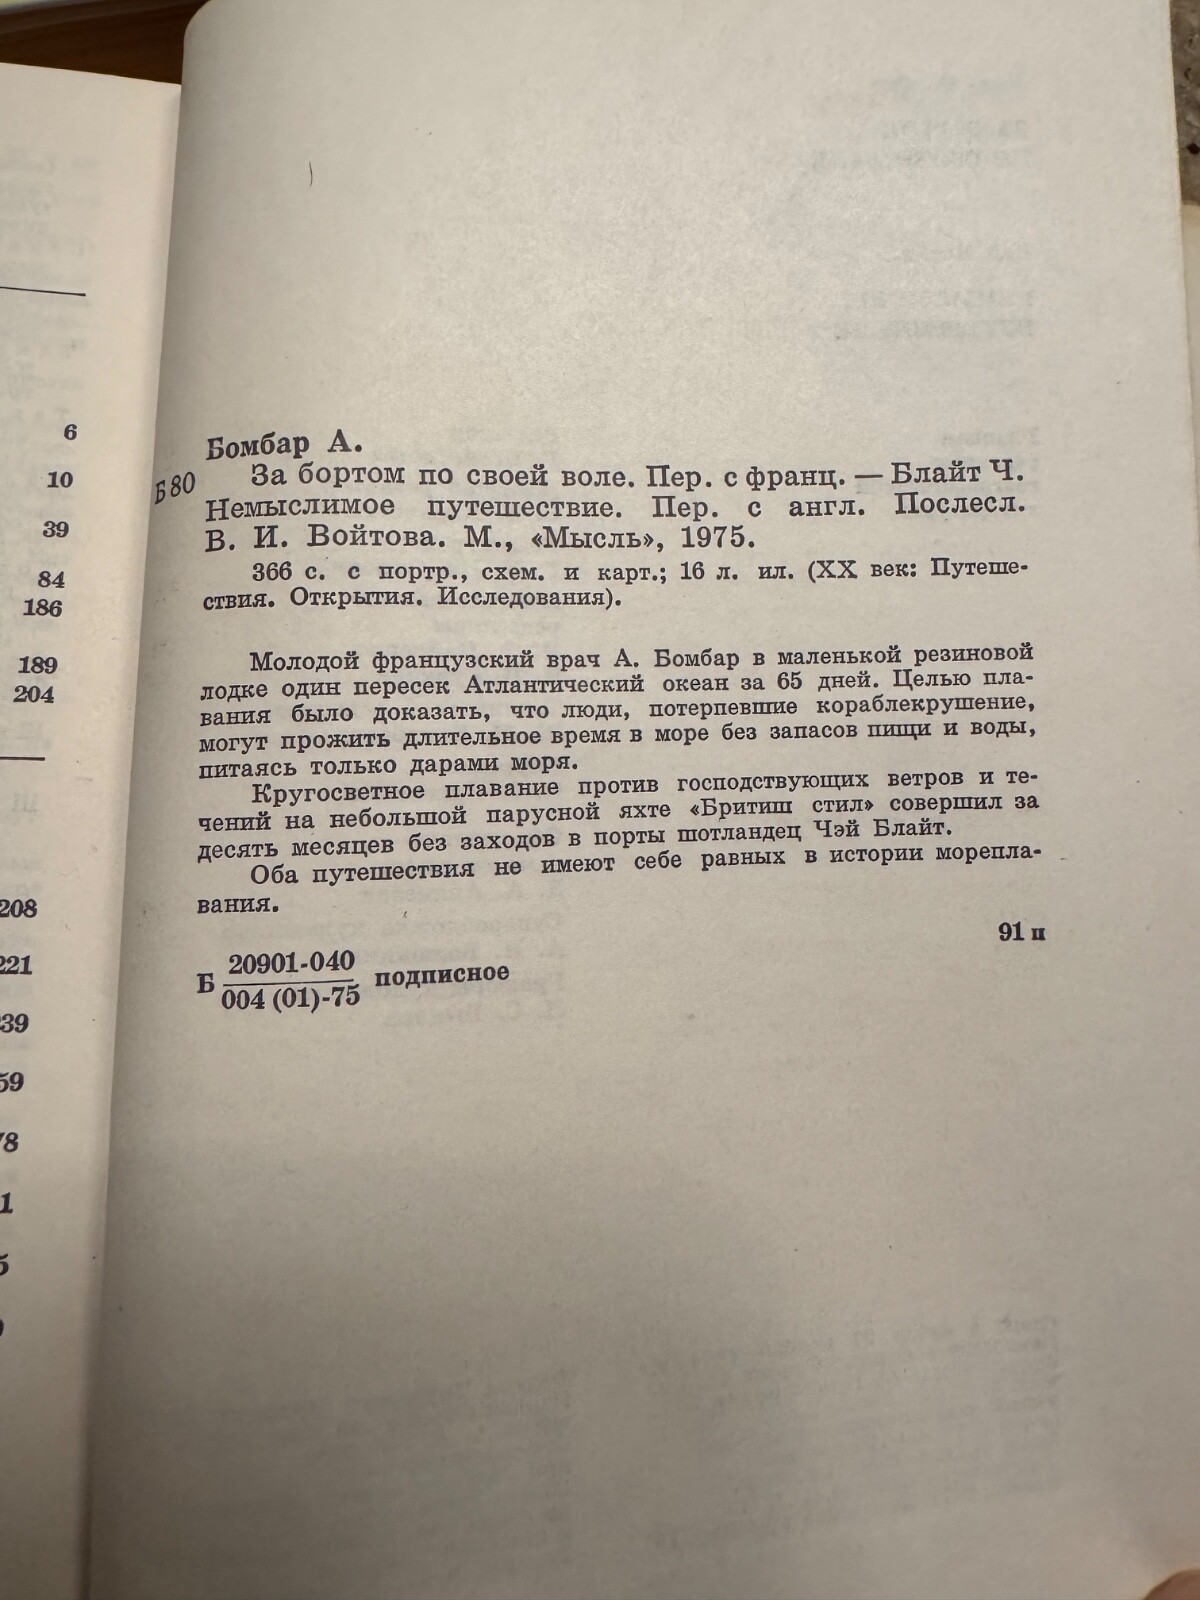 6
10
39
84
186
189
204
208
221
239
Бомбар А.
Б 80
За бортом по своей воле. Пер. с франц. — Блайт Ч.
Немыслимое путешествие. Пер. с англ. Послесл.
В. И. Войтова. М., «Мысль», 1975.
366 с. с портр., схем. и карт.; 16 л. ил. (XX век: Путеше-
ствия. Открытия. Исследования).
Молодой французский врач А. Бомбар в маленькой резиновой
лодке один пересек Атлантический океан за 65 дней. Целью пла-
вания было доказать, что люди, потерпевшие кораблекрушение,
могут прожить длительное время в море без запасов пищи и воды,
питаясь только дарами моря.
Кругосветное плавание против господствующих ветров и те-
чений на небольшой парусной яхте «Бритиш стил» совершил за
десять месяцев без заходов в порты шотландец Чэй Блайт.
Оба путешествия не имеют себе равных в истории морепла-
вания.
91 п
20901-040
Б подписное
004 (01)-75